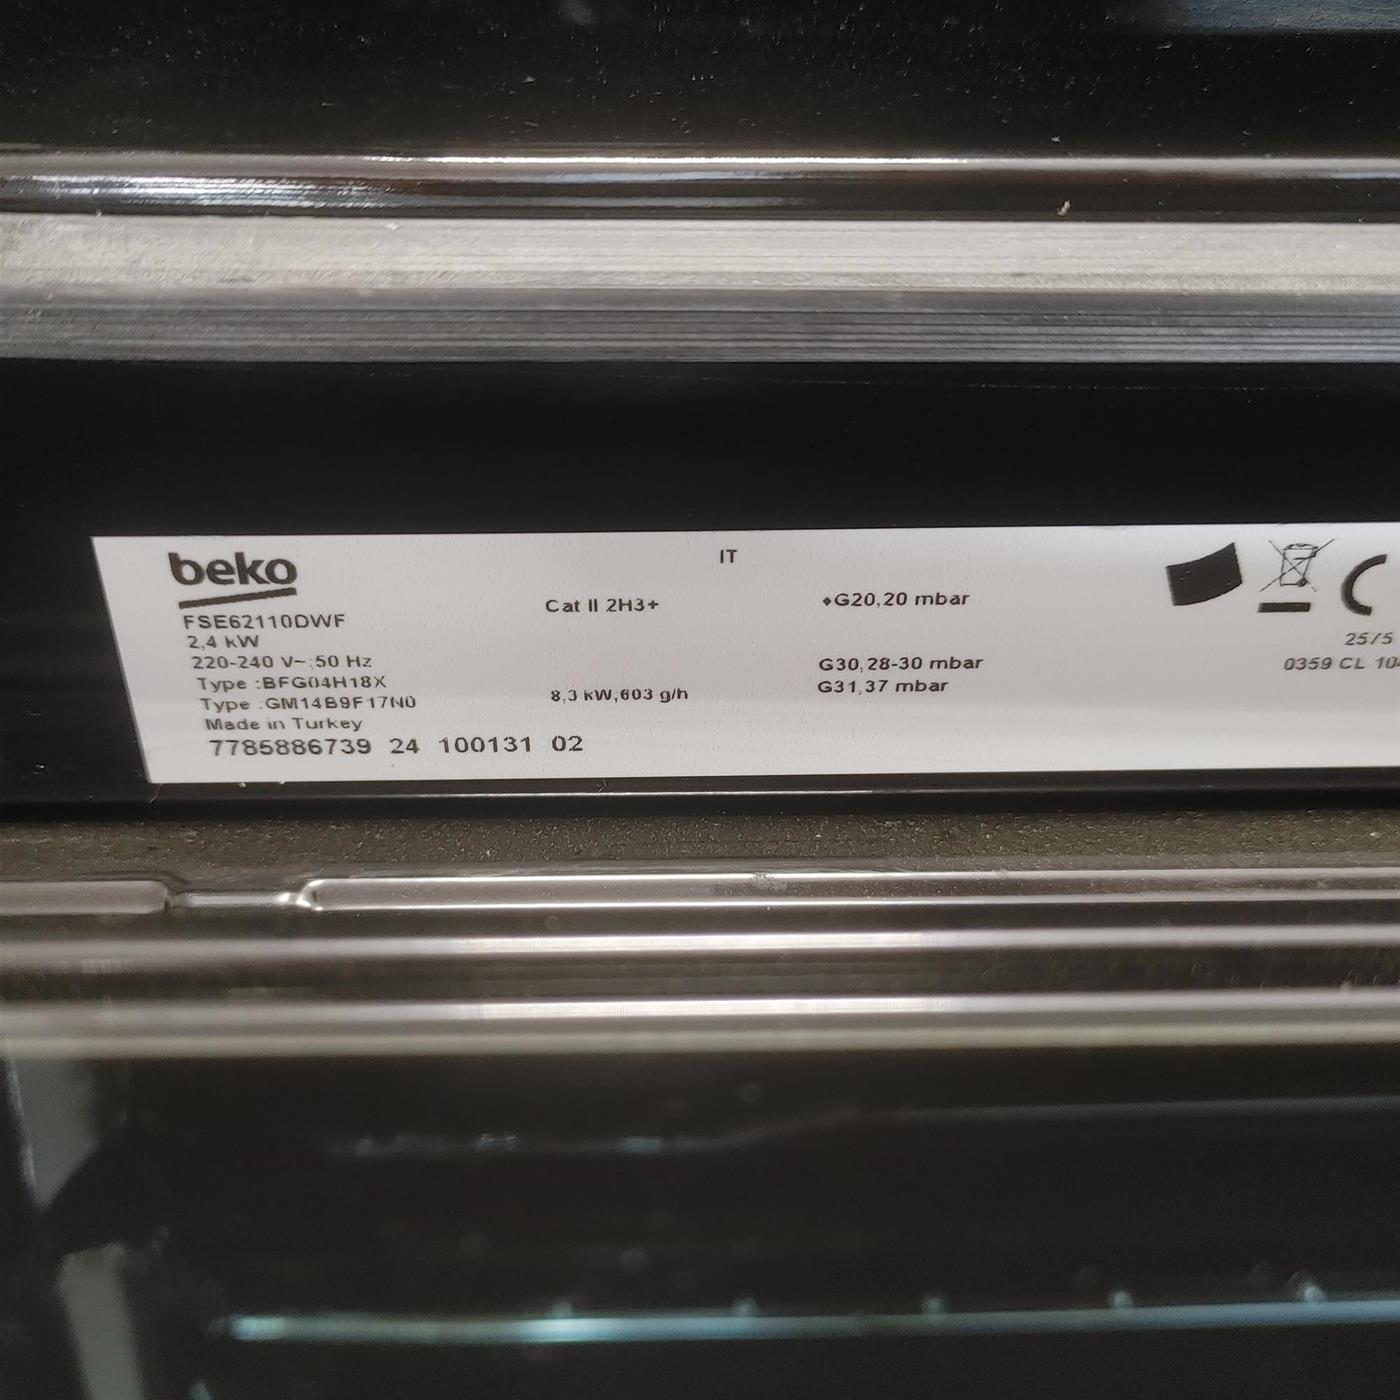 beko
IT
FSE62110DWF
Cat II 2H3+
♦G20,20 mbar
2,4 kW
25/5
220-240 V~;50 Hz
G30,28-30 mbar
0359 CL 104
Type :BFG04H18X
G31,37 mbar
Type :GM14B9F17N0
8,3 kW,603 g/h
Made in Turkey
7785886739 24 100131 02